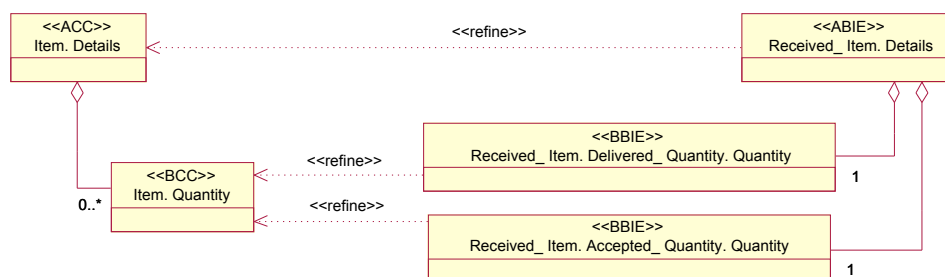 <<ACC>>
Item. Details
<<refine>>
<<ABIE>>
Received_ Item. Details
<<BBIE>>
Received_ Item. Delivered_ Quantity. Quantity
1
<<refine>>
<<BCC>>
Item. Quantity
0..*
<<refine>>
<<BBIE>>
Received_ Item. Accepted_ Quantity. Quantity
1